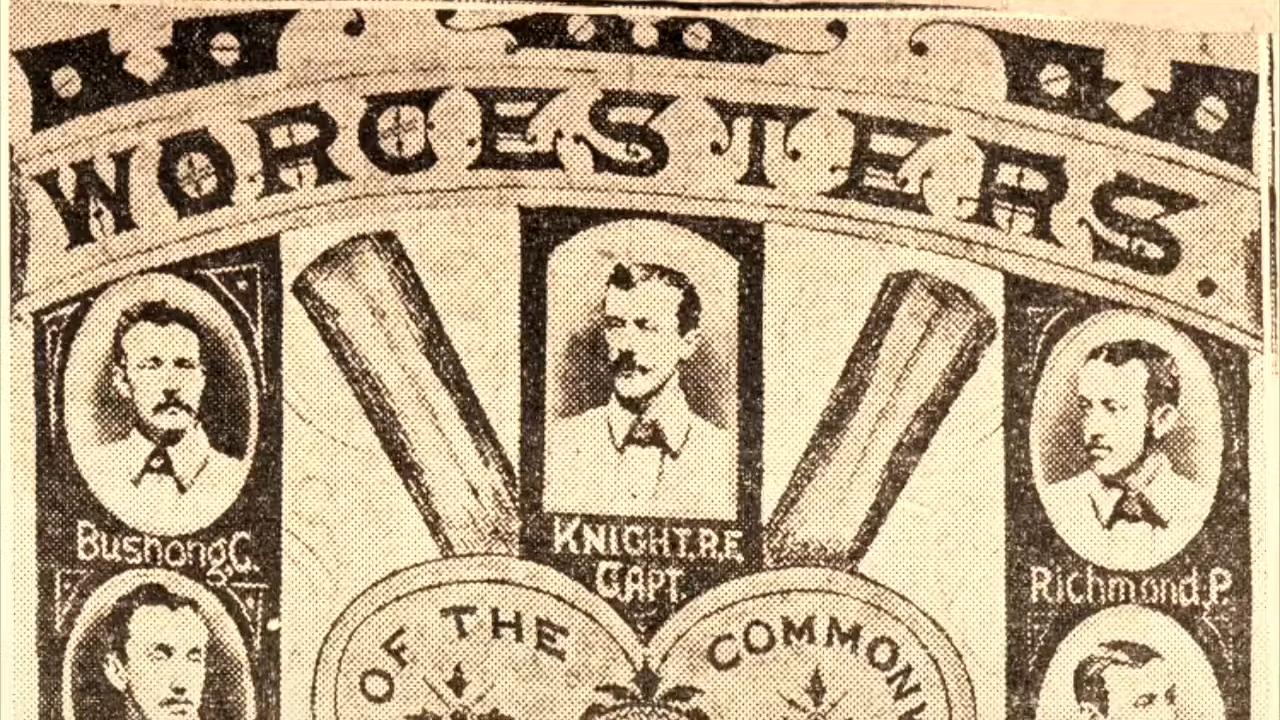 WORCESTERS.
Bushong, C.
KNIGHT, R.F.
CAPT.
Richmond, P.
OF THE
COMMON